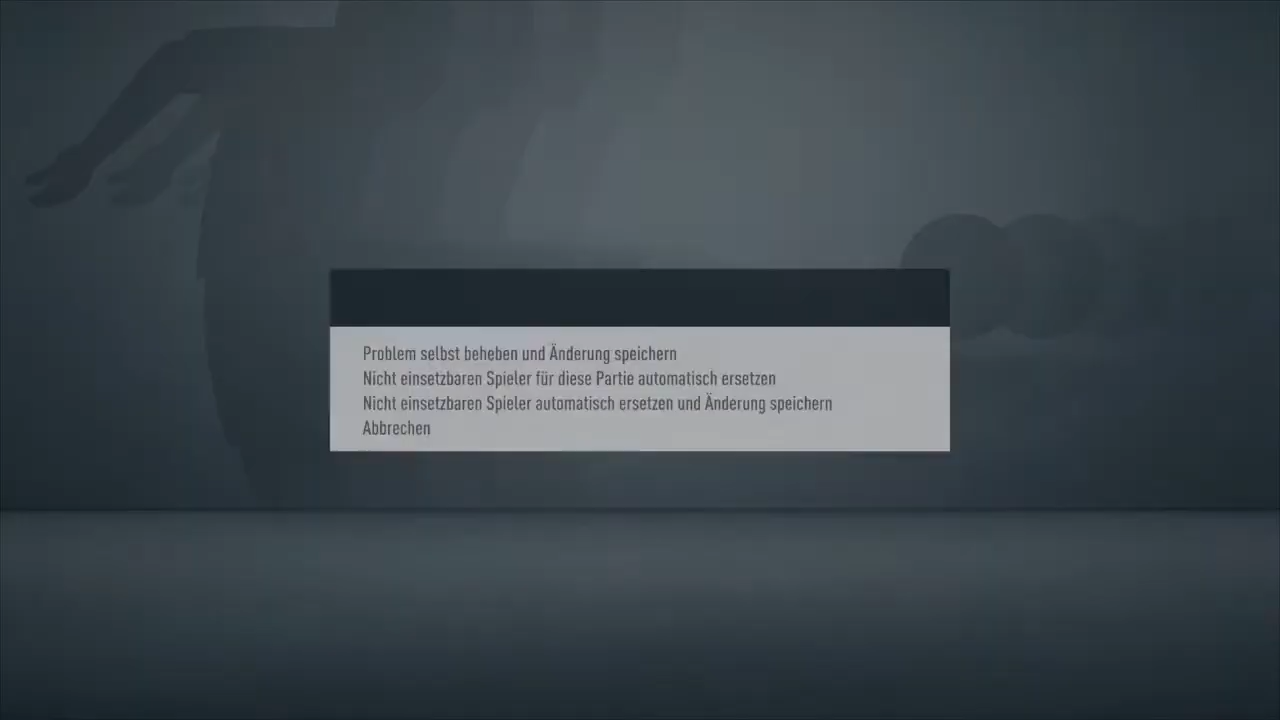 Problem selbst beheben und Änderung speichern
Nicht einsetzbaren Spieler für diese Partie automatisch ersetzen
Nicht einsetzbaren Spieler automatisch ersetzen und Änderung speichern
Abbrechen